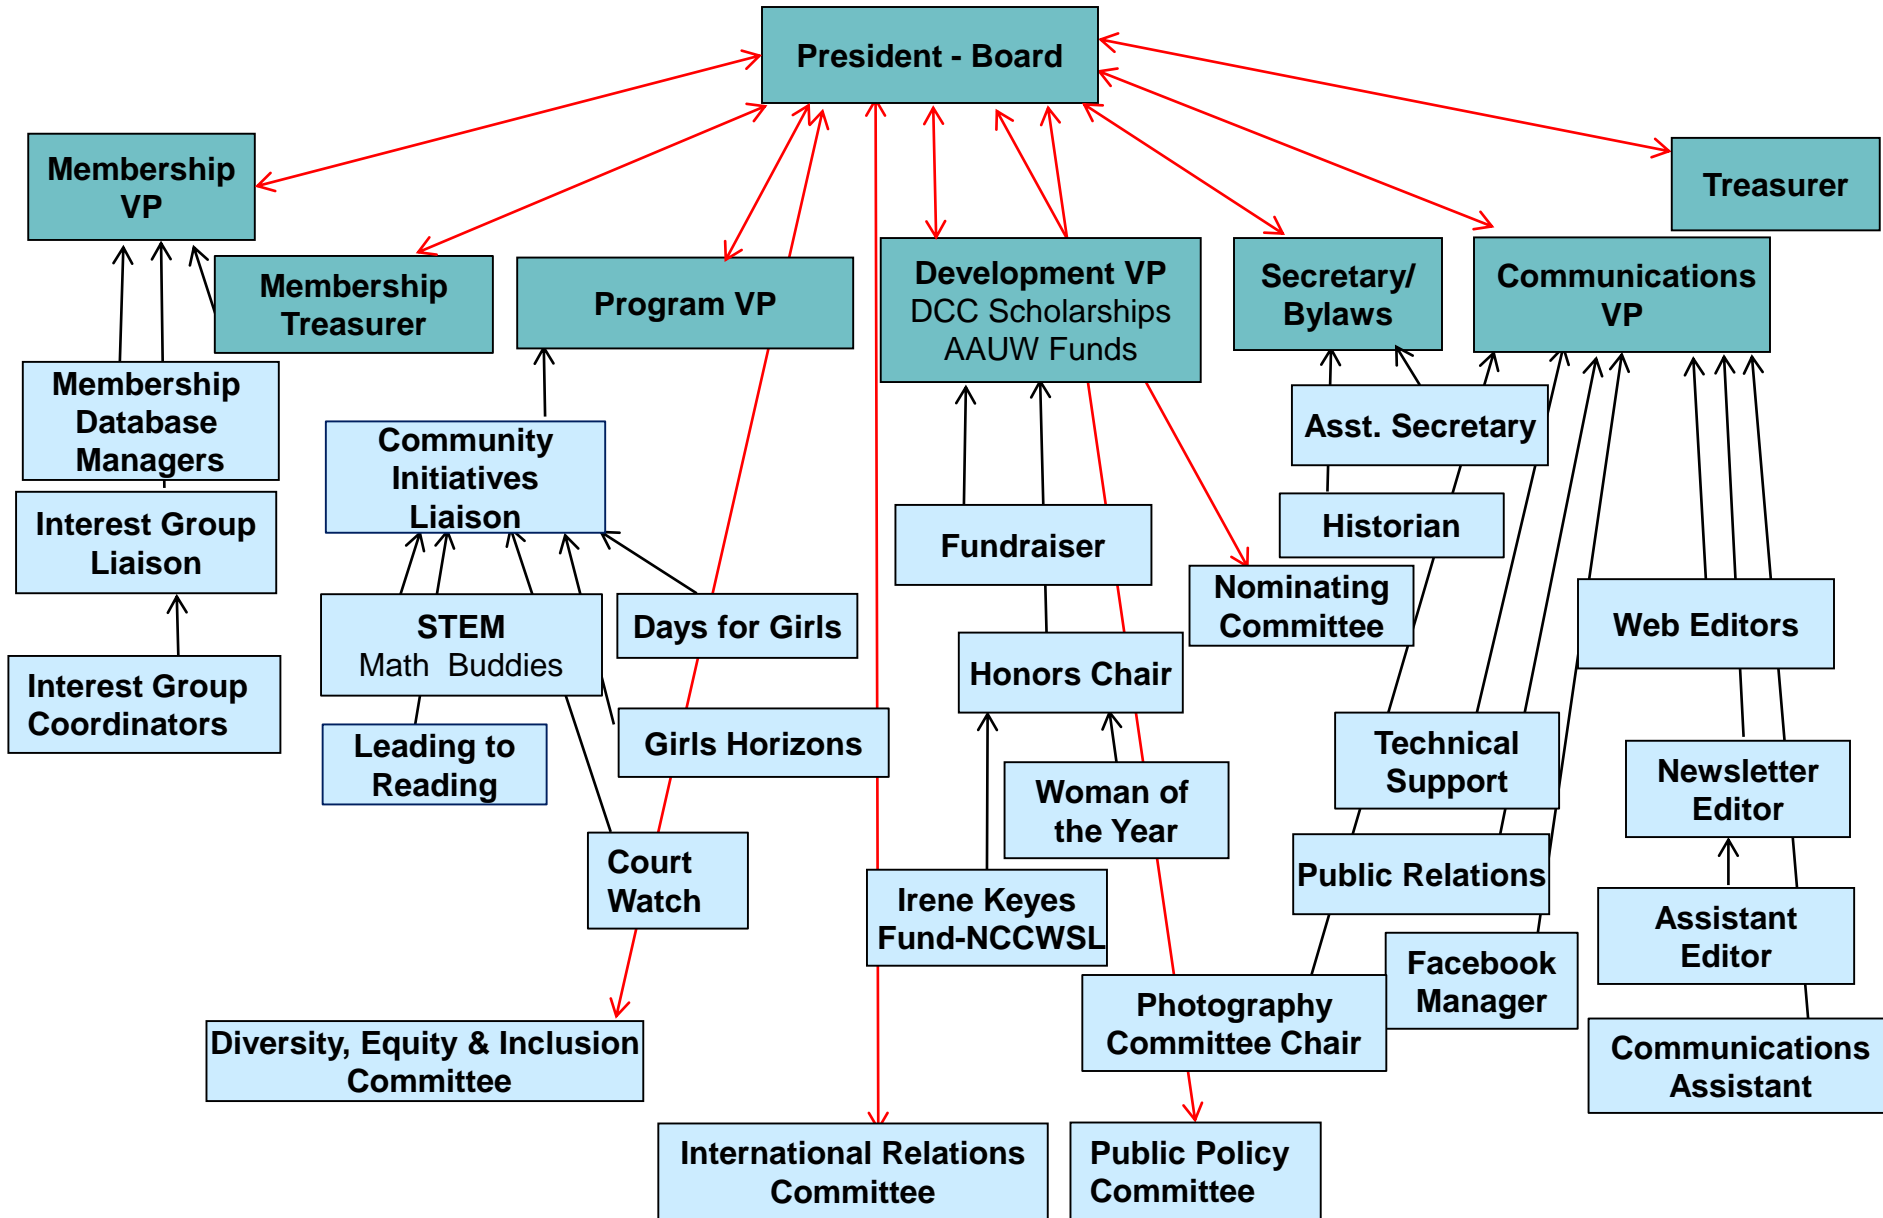 President - Board
Membership
VP
Treasurer
Membership
Treasurer
Program VP
Development VP
DCC Scholarships
AAUW Funds
Secretary/
Bylaws
Communications
VP
Membership
Database
Managers
Community
Initiatives
Liaison
Asst. Secretary
Interest Group
Liaison
Fundraiser
Historian
Nominating
Committee
STEM
Math Buddies
Days for Girls
Web Editors
Interest Group
Coordinators
Honors Chair
Leading to
Reading
Girls Horizons
Technical
Support
Newsletter
Editor
Woman of
the Year
Court
Watch
Public Relations
Irene Keyes
Fund-NCCWSL
Assistant
Editor
Facebook
Manager
Photography
Committee Chair
Diversity, Equity & Inclusion
Committee
Communications
Assistant
International Relations
Committee
Public Policy
Committee